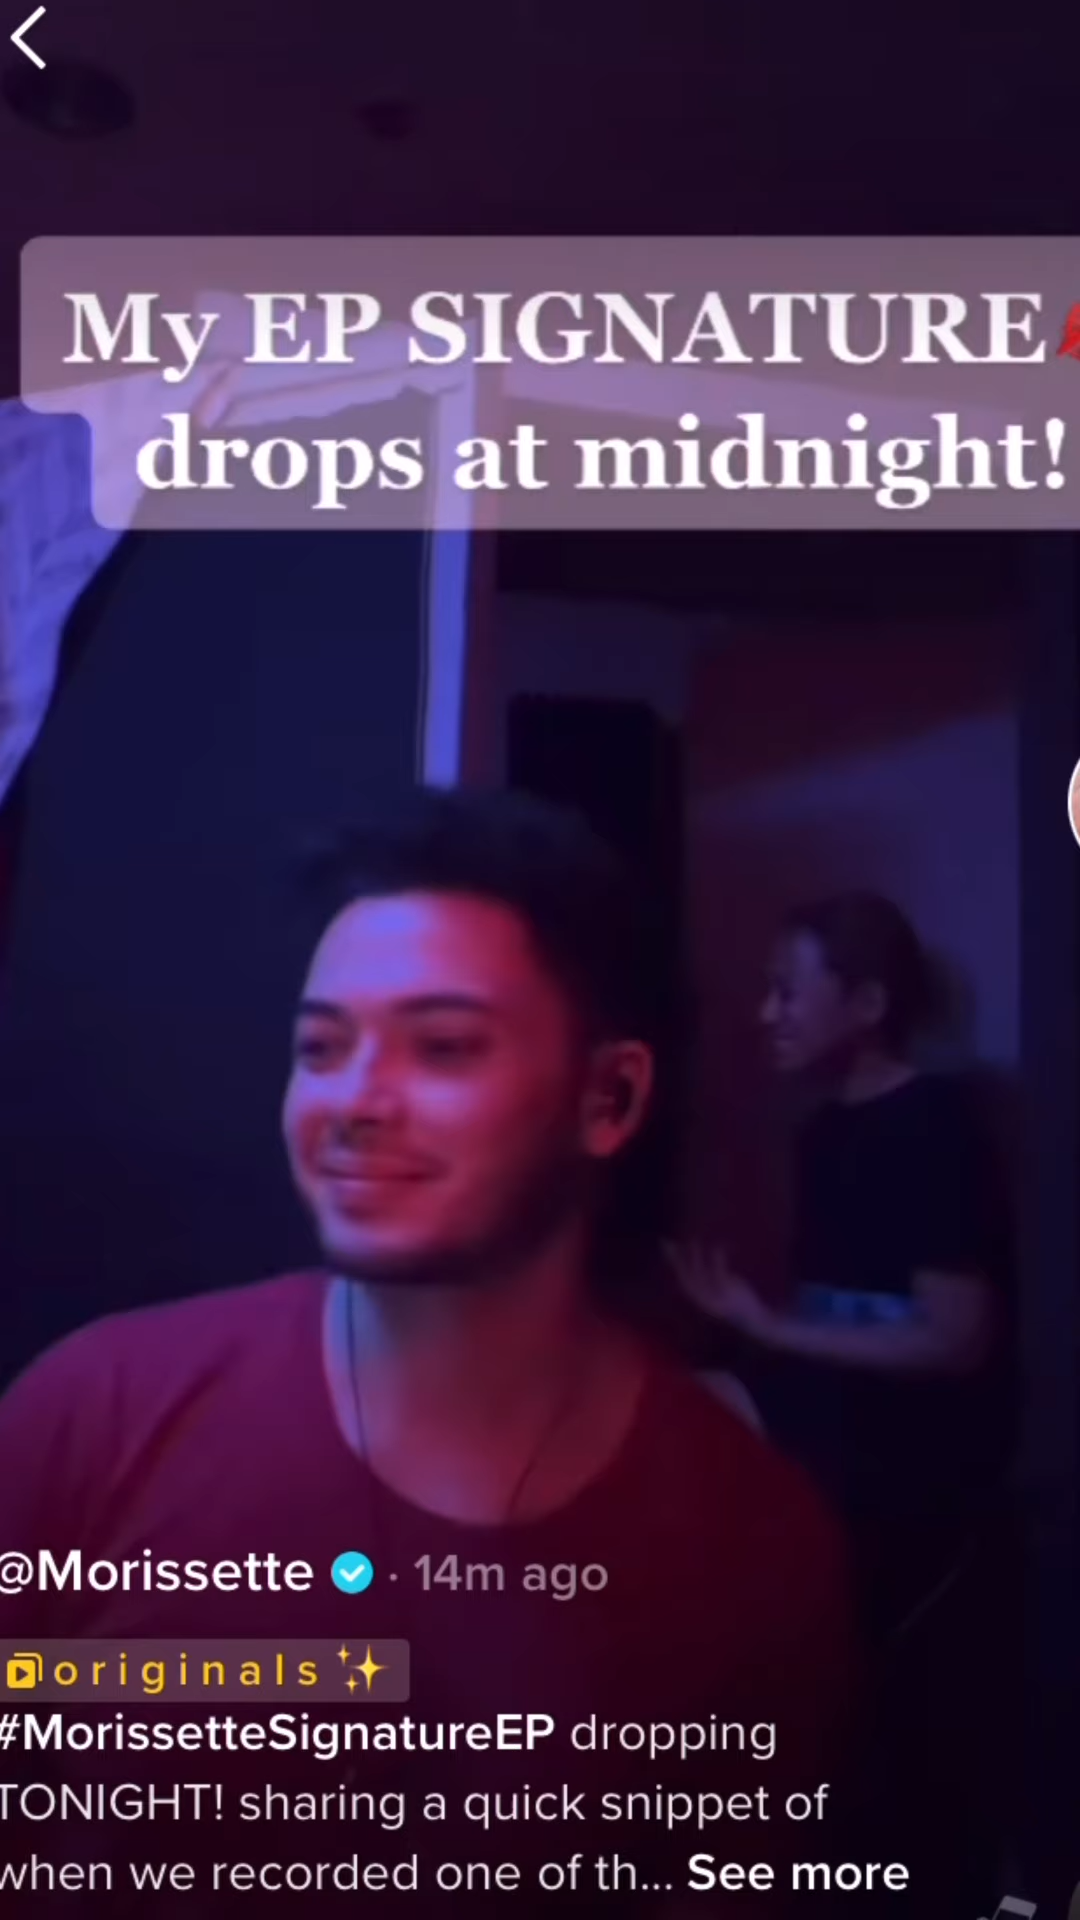 My EP SIGNATURE
drops at midnight!
@Morissette · 14m ago
originals ✨
#MorissetteSignatureEP dropping
TONIGHT! sharing a quick snippet of
when we recorded one of th... See more